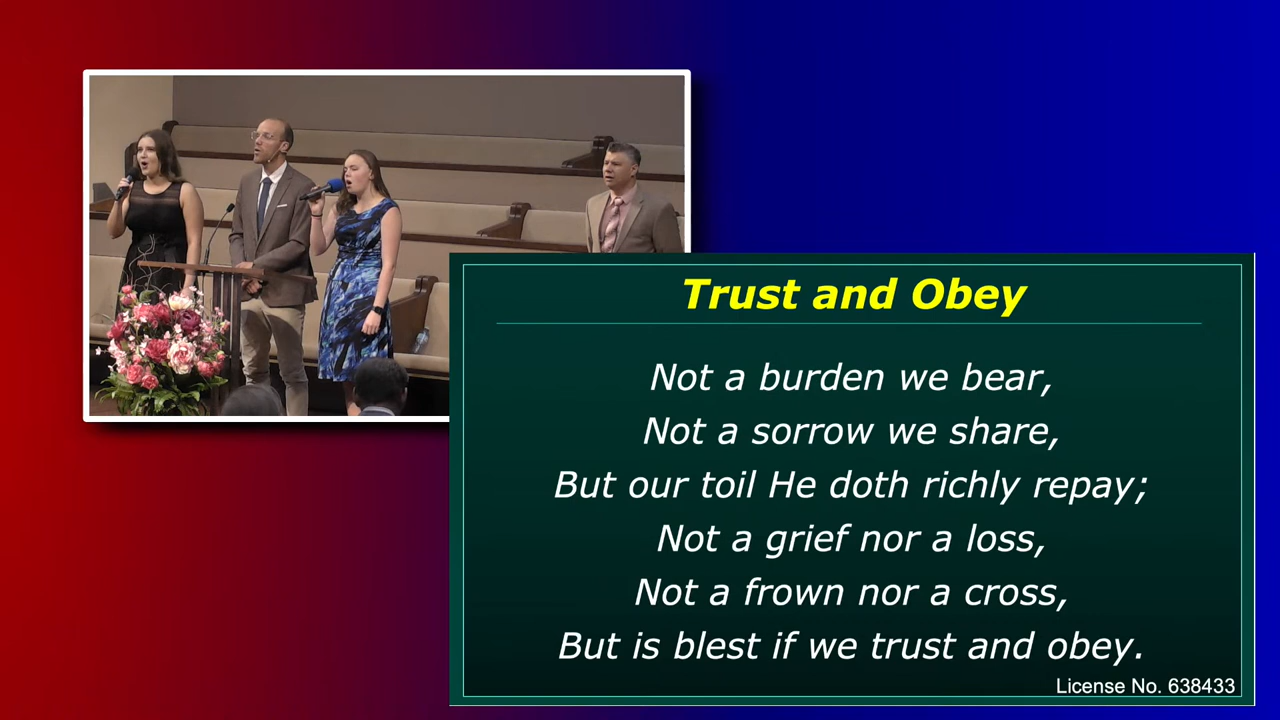 Trust and Obey
Not a burden we bear,
Not a sorrow we share,
But our toil He doth richly repay;
Not a grief nor a loss,
Not a frown nor a cross,
But is blest if we trust and obey.
License No. 638433